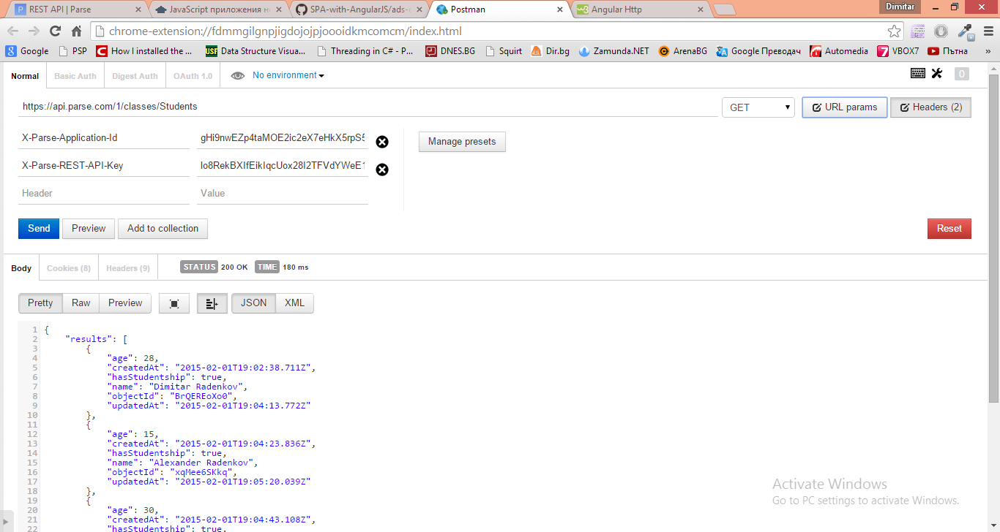 REST API | Parse
JavaScript приложения н
SPA-with-AngularJS/ads-
Postman
Angular Http
Dimitar
chrome-extension://fdmmgilgnpjigdojojpjoooidkmcomcm/index.html
Google
PSP
How I installed the ...
USF Data Structure Visua...
Threading in C# - P...
DNES.BG
Squirt
Dir.bg
Zamunda.NET
ArenaBG
Google Преводач
Automedia
VBOX7
Пътна
»
Normal
Basic Auth
Digest Auth
OAuth 1.0
No environment
0
https://api.parse.com/1/classes/Students
GET
URL params
Headers (2)
X-Parse-Application-Id
X-Parse-REST-API-Key
Manage presets
Header
Value
Send
Preview
Add to collection
Reset
Body
Cookies (8)
Headers (9)
STATUS 200 OK TIME 180 ms
Pretty
Raw
Preview
JSON
XML
1 {
2 "results": [
3 {
4 "age": 28,
5 "createdAt": "2015-02-01T19:02:38.711Z",
6 "hasStudentship": true,
7 "name": "Dimitar Radenkov",
8 "objectId": "BrQEREoXo0",
9 "updatedAt": "2015-02-01T19:04:13.772Z"
10 },
11 {
12 "age": 15,
13 "createdAt": "2015-02-01T19:04:23.836Z",
14 "hasStudentship": true,
15 "name": "Alexander Radenkov",
16 "objectId": "xqMee6SKkq",
17 "updatedAt": "2015-02-01T19:05:20.039Z"
18 },
19 {
20 "age": 30,
21 "createdAt": "2015-02-01T19:04:43.108Z",
22 "hasStudentship": true,
Activate Windows
Go to PC settings to activate Windows.